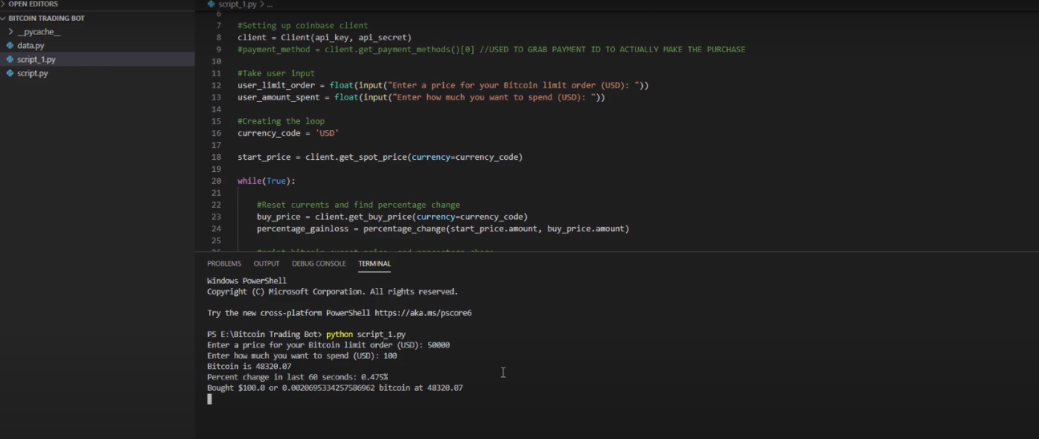 OPEN EDITORS
BITCOIN TRADING BOT
__pycache__
data.py
script_1.py
script.py
script_1.py > ...
6
7 #Setting up coinbase client
8 client = Client(api_key, api_secret)
9 #payment_method = client.get_payment_methods()[0] //USED TO GRAB PAYMENT ID TO ACTUALLY MAKE THE PURCHASE
10
11 #Take user input
12 user_limit_order = float(input("Enter a price for your Bitcoin limit order (USD): "))
13 user_amount_spent = float(input("Enter how much you want to spend (USD): "))
14
15 #Creating the loop
16 currency_code = 'USD'
17
18 start_price = client.get_spot_price(currency=currency_code)
19
20 while(True):
21
22 #Reset currents and find percentage change
23 buy_price = client.get_buy_price(currency=currency_code)
24 percentage_gainloss = percentage_change(start_price.amount, buy_price.amount)
25
PROBLEMS OUTPUT DEBUG CONSOLE TERMINAL
Windows PowerShell
Copyright (C) Microsoft Corporation. All rights reserved.
Try the new cross-platform PowerShell https://aka.ms/pscore6
PS E:\Bitcoin Trading Bot> python script_1.py
Enter a price for your Bitcoin limit order (USD): 50000
Enter how much you want to spend (USD): 100
Bitcoin is 48320.07
Percent change in last 60 seconds: 0.475%
Bought $100.0 or 0.0020695334257586962 bitcoin at 48320.07